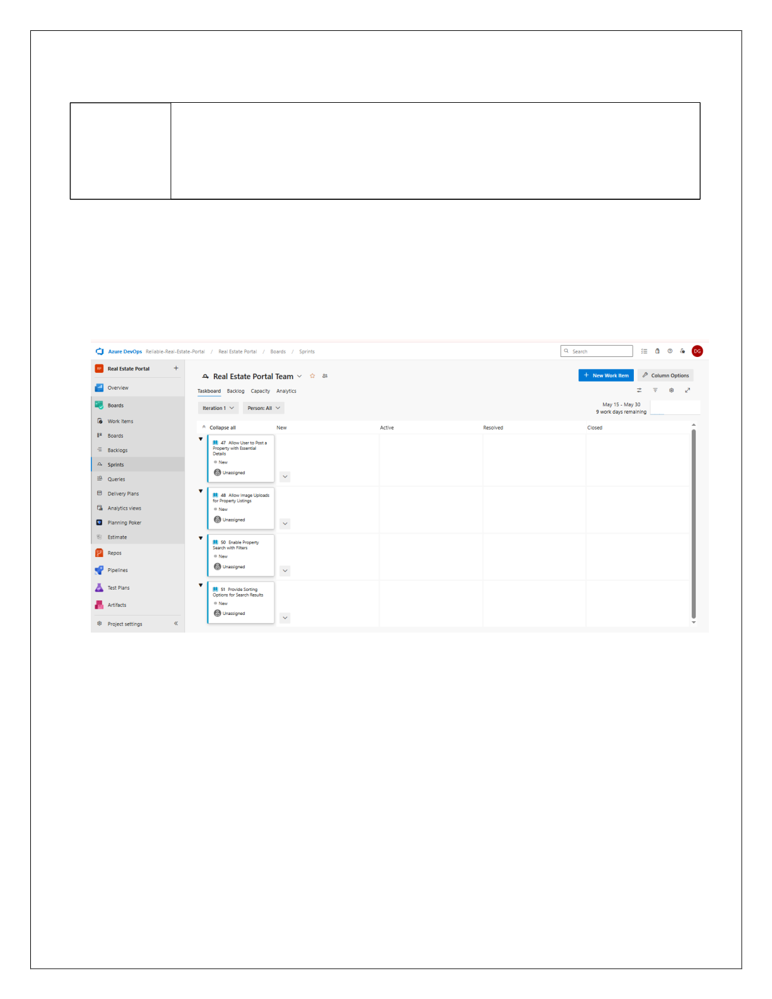 Azure DevOps Reliable-Real-Estate-Portal / Real Estate Portal / Boards / Sprints
Search
DG
RP Real Estate Portal +
Overview
Boards
Work items
Boards
Backlogs
Sprints
Queries
Delivery Plans
Analytics views
Planning Poker
Estimate
Repos
Pipelines
Test Plans
Artifacts
Project settings
Real Estate Portal Team
+ New Work Item
Column Options
Taskboard Backlog Capacity Analytics
Iteration 1
Person: All
May 15 - May 30
9 work days remaining
Collapse all New Active Resolved Closed
47 Allow User to Post a
Property with Essential
Details
New
Unassigned
48 Allow Image Uploads
for Property Listings
New
Unassigned
50 Enable Property
Search with Filters
New
Unassigned
51 Provide Sorting
Options for Search Results
New
Unassigned